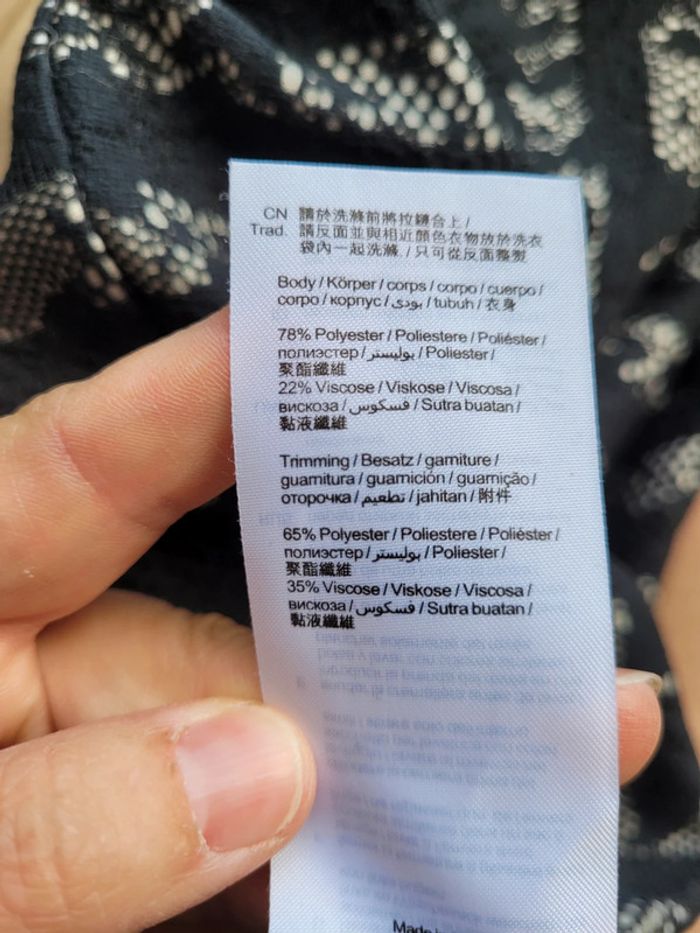 CN 請於洗滌前將拉鏈合上 /
Trad. 請反面並與相近顏色衣物放於洗衣
袋內一起洗滌. / 只可從反面整熨
Body / Körper / corps / corpo / cuerpo /
corpo / корпус / بودى / tubuh / 衣身
78% Polyester / Poliestere / Poliéster /
полиэстер / بوليستر / Poliester /
聚酯纖維
22% Viscose / Viskose / Viscosa /
вискоза / فسكوس / Sutra buatan /
黏液纖維
Trimming / Besatz / garniture /
guarnitura / guarnición / guarnição /
оторочка / تطعيم / jahitan / 附件
65% Polyester / Poliestere / Poliéster /
полиэстер / بوليستر / Poliester /
聚酯纖維
35% Viscose / Viskose / Viscosa /
вискоза / فسكوس / Sutra buatan /
黏液纖維
Made